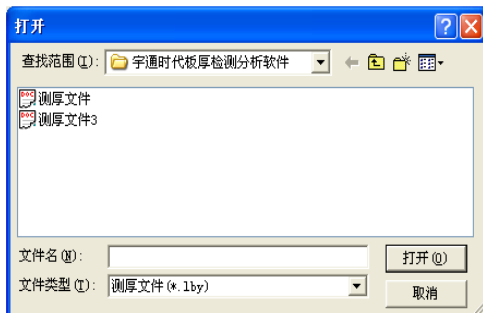 打开
查找范围(I): 宇通时代板厚检测分析软件
测厚文件
测厚文件3
文件名(N): 打开(O)
文件类型(T): 测厚文件(*.lby) 取消